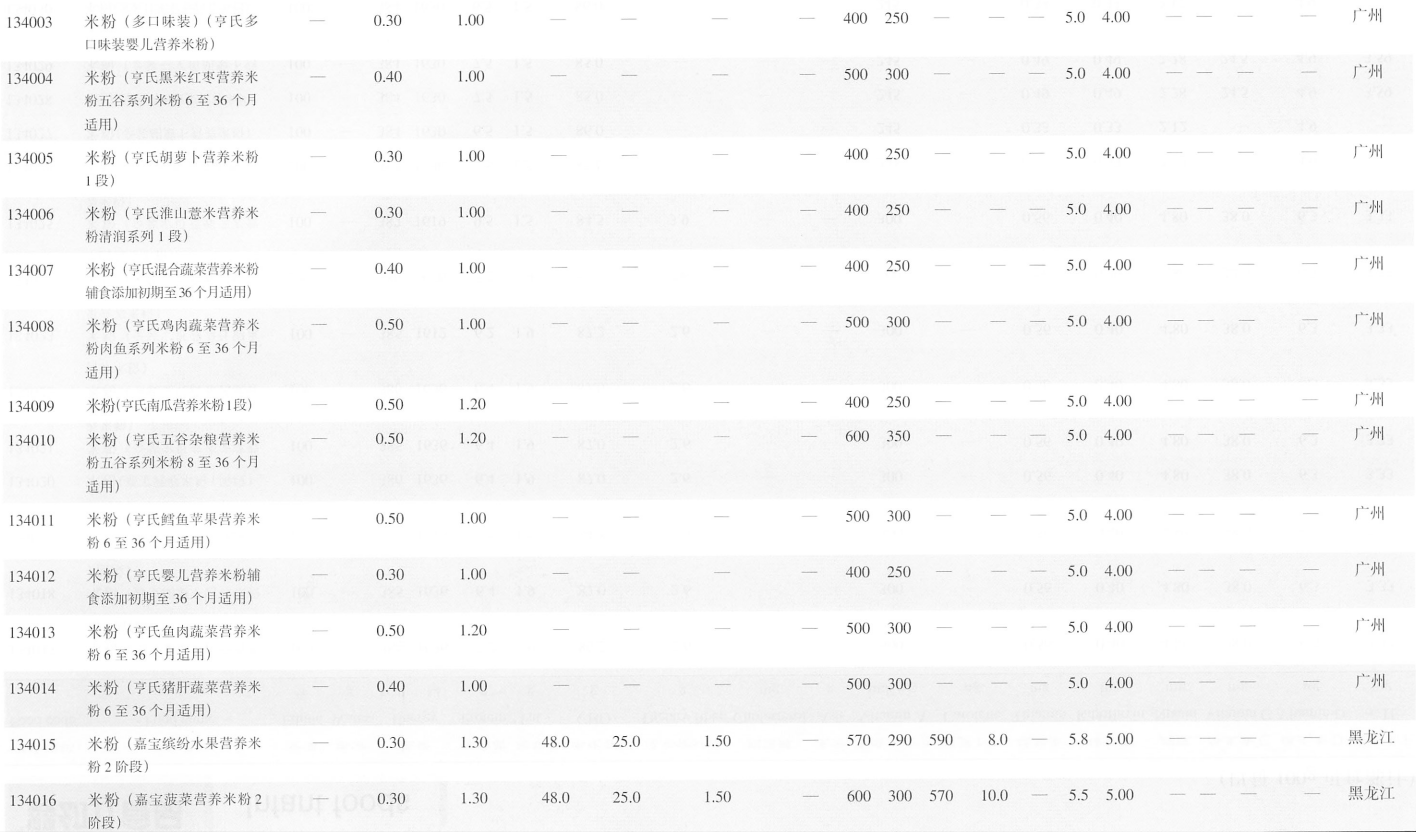 134003 米粉（多口味装）（亨氏多 — 0.30 1.00 — — — — 400 250 — — — 5.0 4.00 — — — — 广州
口味装婴儿营养米粉）
134004 米粉（亨氏黑米红枣营养米 — 0.40 1.00 — — — — 500 300 — — — 5.0 4.00 — — — — 广州
粉五谷系列米粉 6 至 36 个月
适用）
134005 米粉（亨氏胡萝卜营养米粉 — 0.30 1.00 — — — — 400 250 — — — 5.0 4.00 — — — — 广州
1 段）
134006 米粉（亨氏淮山薏米营养米 — 0.30 1.00 — — — — 400 250 — — — 5.0 4.00 — — — — 广州
粉清润系列 1 段）
134007 米粉（亨氏混合蔬菜营养米粉 — 0.40 1.00 — — — — 400 250 — — — 5.0 4.00 — — — — 广州
辅食添加初期至 36 个月适用）
134008 米粉（亨氏鸡肉蔬菜营养米 — 0.50 1.00 — — — — 500 300 — — — 5.0 4.00 — — — — 广州
粉肉鱼系列米粉 6 至 36 个月
适用）
134009 米粉(亨氏南瓜营养米粉1段) — 0.50 1.20 — — — — 400 250 — — — 5.0 4.00 — — — — 广州
134010 米粉（亨氏五谷杂粮营养米 — 0.50 1.20 — — — — 600 350 — — — 5.0 4.00 — — — — 广州
粉五谷系列米粉 8 至 36 个月
适用）
134011 米粉（亨氏鳕鱼苹果营养米 — 0.50 1.00 — — — — 500 300 — — — 5.0 4.00 — — — — 广州
粉 6 至 36 个月适用）
134012 米粉（亨氏婴儿营养米粉辅 — 0.30 1.00 — — — — 400 250 — — — 5.0 4.00 — — — — 广州
食添加初期至 36 个月适用）
134013 米粉（亨氏鱼肉蔬菜营养米 — 0.50 1.20 — — — — 500 300 — — — 5.0 4.00 — — — — 广州
粉 6 至 36 个月适用）
134014 米粉（亨氏猪肝蔬菜营养米 — 0.40 1.00 — — — — 500 300 — — — 5.0 4.00 — — — — 广州
粉 6 至 36 个月适用）
134015 米粉（嘉宝缤纷水果营养米 — 0.30 1.30 48.0 25.0 1.50 — 570 290 590 8.0 — 5.8 5.00 — — — — 黑龙江
粉 2 阶段）
134016 米粉（嘉宝菠菜营养米粉 2 — 0.30 1.30 48.0 25.0 1.50 — 600 300 570 10.0 — 5.5 5.00 — — — — 黑龙江
阶段）